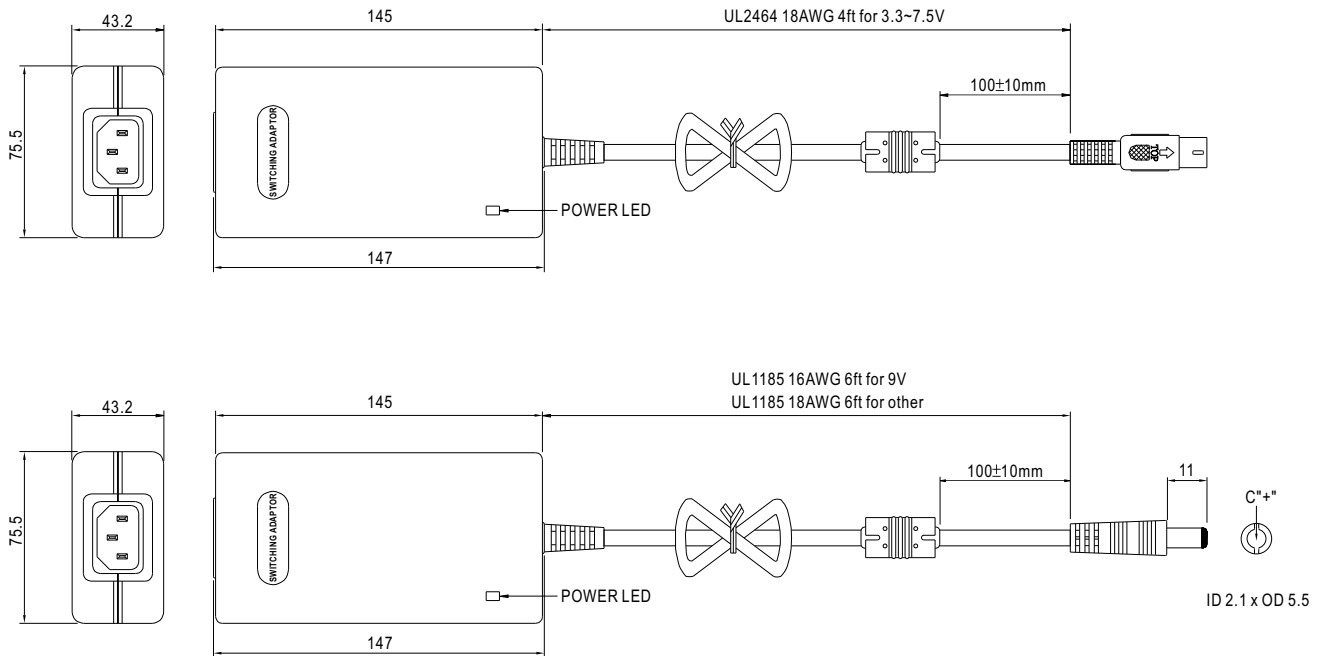 43.2
145
UL2464 18AWG 4ft for 3.3~7.5V
100±10mm
75.5
SWITCHING ADAPTOR
TOP
POWER LED
147
UL1185 16AWG 6ft for 9V
43.2
145
UL1185 18AWG 6ft for other
100±10mm
11
C"+"
75.5
SWITCHING ADAPTOR
POWER LED
ID 2.1 x OD 5.5
147